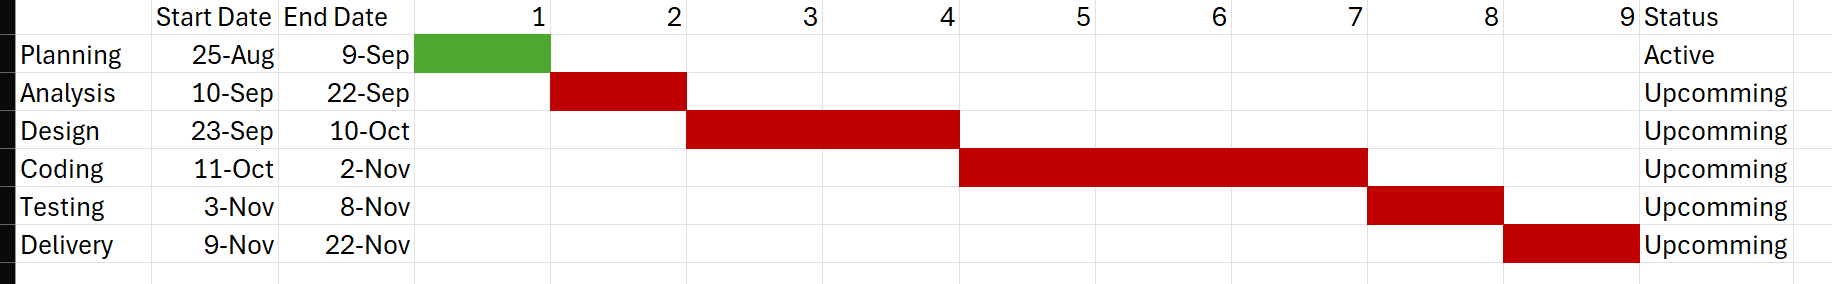 Start Date End Date 1 2 3 4 5 6 7 8 9 Status
Planning 25-Aug 9-Sep Active
Analysis 10-Sep 22-Sep Upcomming
Design 23-Sep 10-Oct Upcomming
Coding 11-Oct 2-Nov Upcomming
Testing 3-Nov 8-Nov Upcomming
Delivery 9-Nov 22-Nov Upcomming